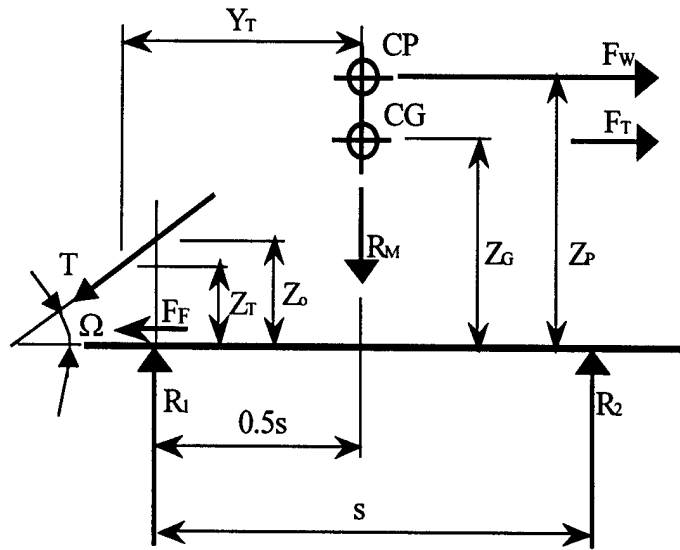 Y_T
CP
F_W
CG
F_T
T
R_M
Z_G
Z_P
Ω
F_F
Z_T
Z_o
R_1
0.5s
R_2
s